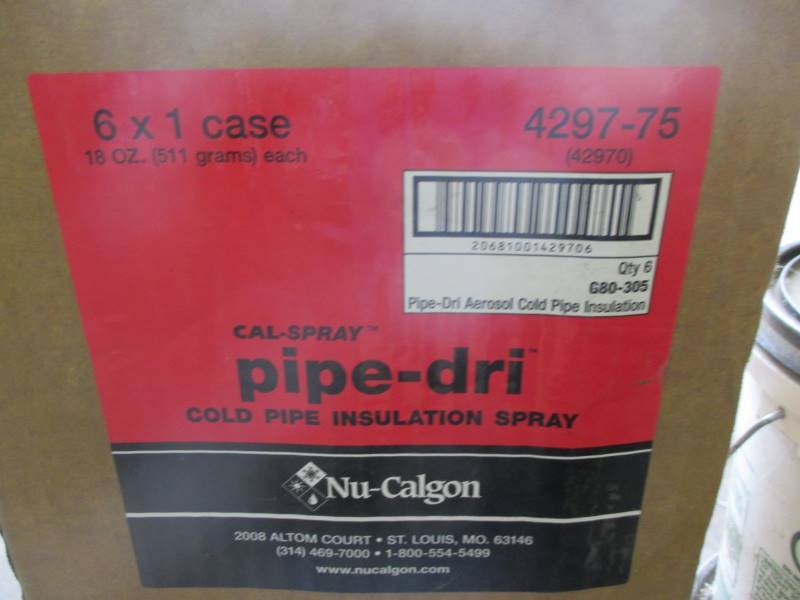 6 x 1 case
18 OZ. (511 grams) each
4297-75
(42970)
20681001429706
Qty 6
G80-305
Pipe-Dri Aerosol Cold Pipe Insulation
CAL-SPRAY™
pipe-dri™
COLD PIPE INSULATION SPRAY
Nu-Calgon
2008 ALTOM COURT • ST. LOUIS, MO. 63146
(314) 469-7000 • 1-800-554-5499
www.nucalgon.com